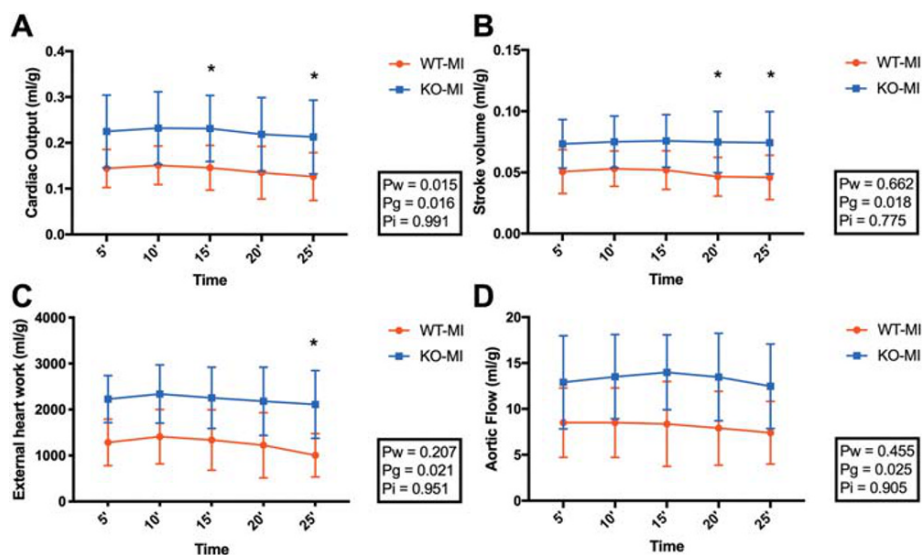 A
Cardiac Output (ml/g)
0.4
0.3
0.2
0.1
0.0
*
*
5'
10'
15'
20'
25'
Time
WT-MI
KO-MI
Pw = 0.015
Pg = 0.016
Pi = 0.991
B
Stroke volume (ml/g)
0.15
0.10
0.05
0.00
*
*
5'
10'
15'
20'
25'
Time
WT-MI
KO-MI
Pw = 0.662
Pg = 0.018
Pi = 0.775
C
External heart work (ml/g)
4000
3000
2000
1000
0
*
5'
10'
15'
20'
25'
Time
WT-MI
KO-MI
Pw = 0.207
Pg = 0.021
Pi = 0.951
D
Aortic Flow (ml/g)
20
15
10
5
0
5'
10'
15'
20'
25'
Time
WT-MI
KO-MI
Pw = 0.455
Pg = 0.025
Pi = 0.905